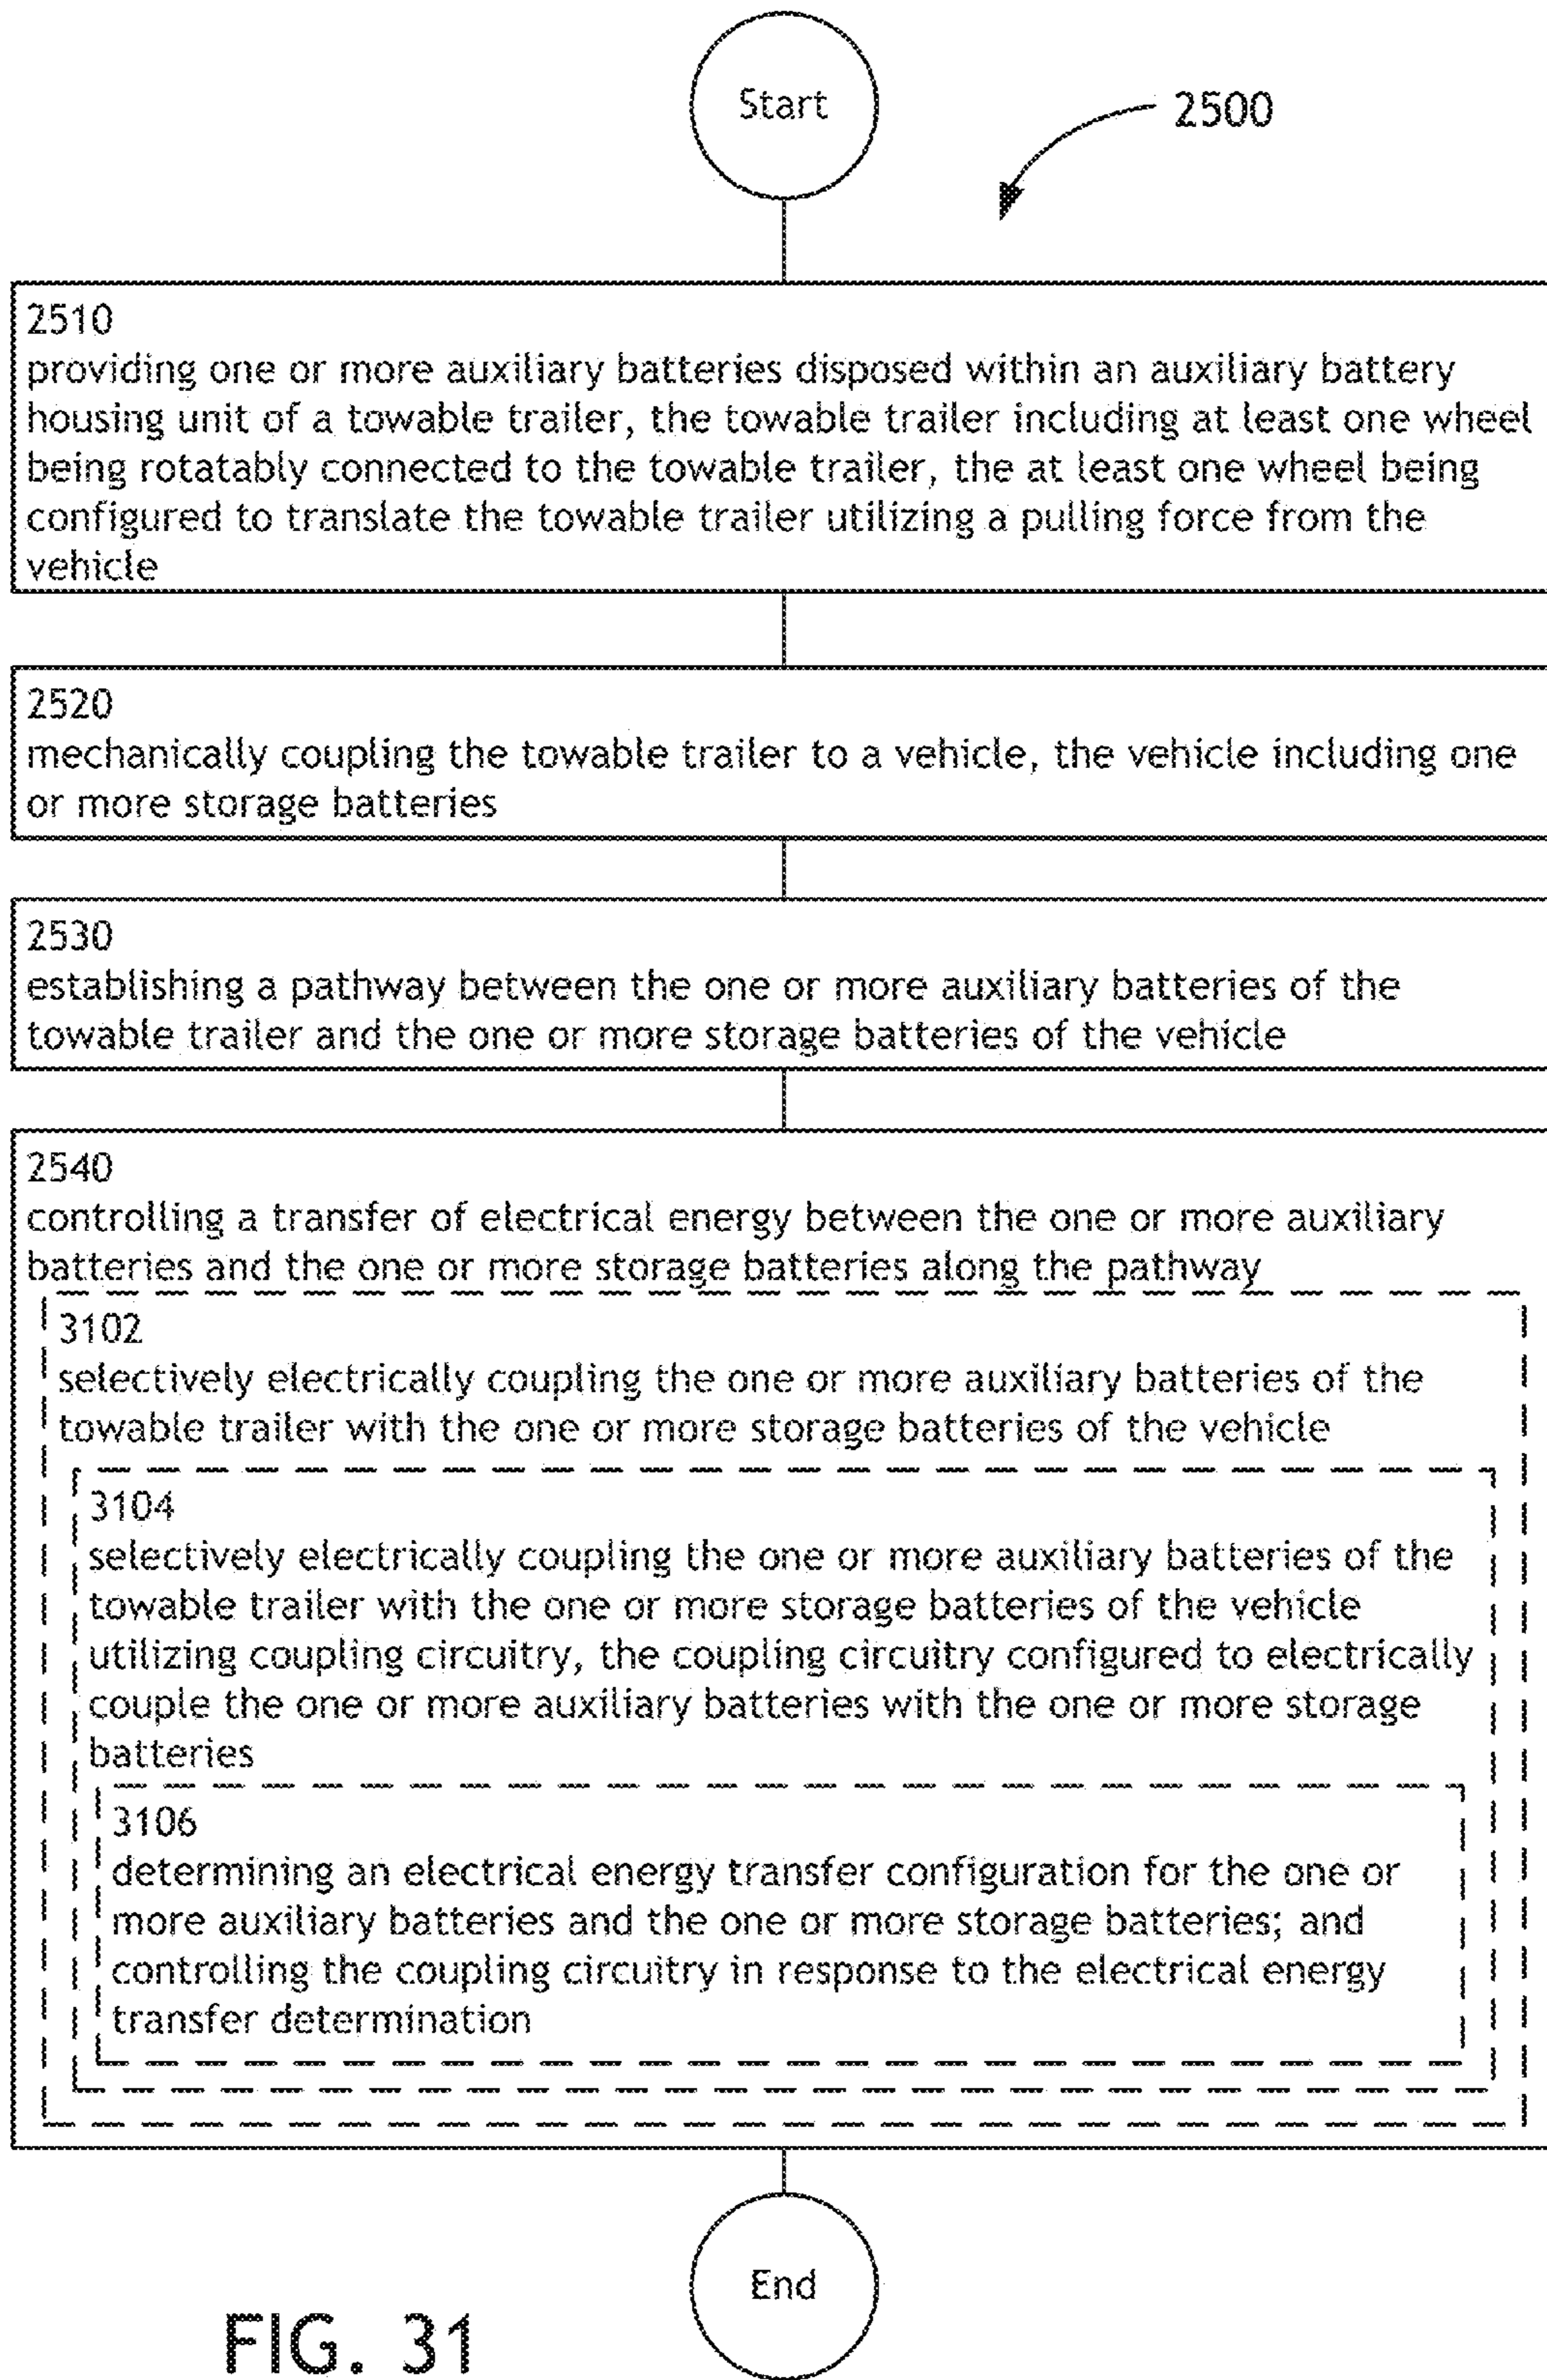 Start
2500
2510
providing one or more auxiliary batteries disposed within an auxiliary battery
housing unit of a towable trailer, the towable trailer including at least one wheel
being rotatably connected to the towable trailer, the at least one wheel being
configured to translate the towable trailer utilizing a pulling force from the
vehicle
2520
mechanically coupling the towable trailer to a vehicle, the vehicle including one
or more storage batteries
2530
establishing a pathway between the one or more auxiliary batteries of the
towable trailer and the one or more storage batteries of the vehicle
2540
controlling a transfer of electrical energy between the one or more auxiliary
batteries and the one or more storage batteries along the pathway
3102
selectively electrically coupling the one or more auxiliary batteries of the
towable trailer with the one or more storage batteries of the vehicle
3104
selectively electrically coupling the one or more auxiliary batteries of the
towable trailer with the one or more storage batteries of the vehicle
utilizing coupling circuitry, the coupling circuitry configured to electrically
couple the one or more auxiliary batteries with the one or more storage
batteries
3106
determining an electrical energy transfer configuration for the one or
more auxiliary batteries and the one or more storage batteries; and
controlling the coupling circuitry in response to the electrical energy
transfer determination
End
FIG. 31